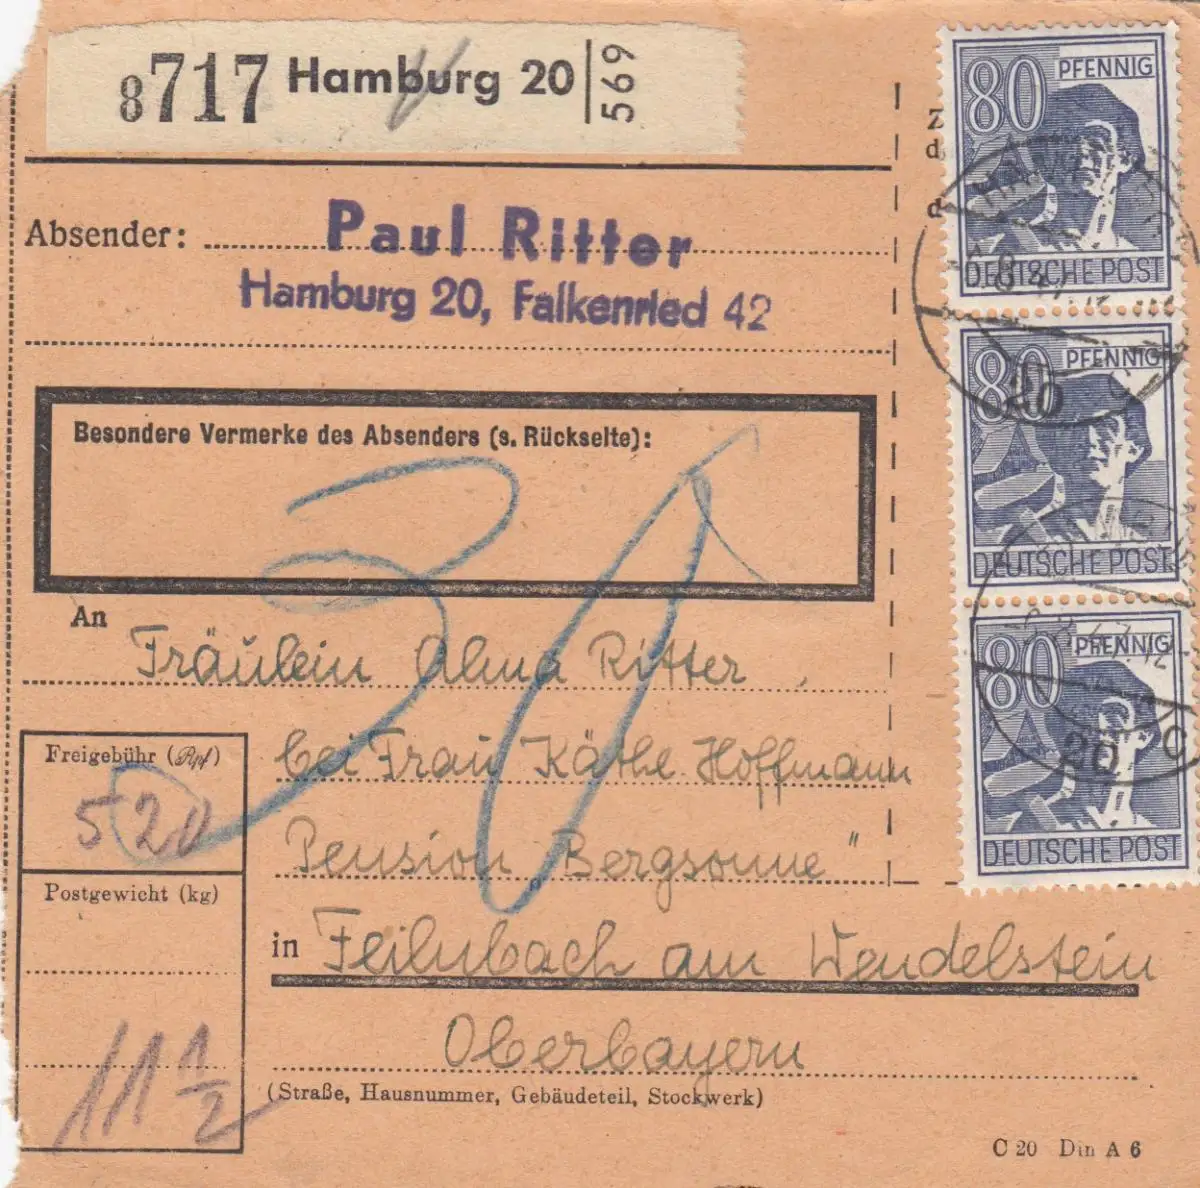 8717 Hamburg 20 569
Absender: Paul Ritter
Hamburg 20, Falkenried 42
Besondere Vermerke des Absenders (s. Rückseite):
30
An
Fräulein Alma Ritter
bei Frau Käthe Hoffmann
Pension "Bergsonne"
in Feilnbach am Wendelstein
Oberbayern
(Straße, Hausnummer, Gebäudeteil, Stockwerk)
Freigebühr (Rpf)
520
Postgewicht (kg)
11 1/2
C 20 Din A 6
80 PFENNIG
DEUTSCHE POST
80 PFENNIG
DEUTSCHE POST
80 PFENNIG
DEUTSCHE POST
20
20